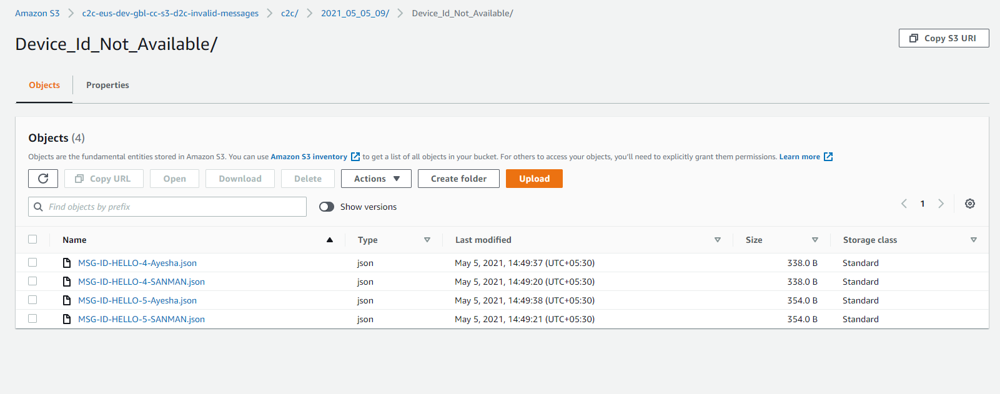 Amazon S3 > c2c-eus-dev-gbl-cc-s3-d2c-invalid-messages > c2c/ > 2021_05_05_09/ > Device_Id_Not_Available/
Device_Id_Not_Available/
Copy S3 URI
Objects Properties
Objects (4)
Objects are the fundamental entities stored in Amazon S3. You can use Amazon S3 inventory to get a list of all objects in your bucket. For others to access your objects, you'll need to explicitly grant them permissions. Learn more
Copy URL Open Download Delete Actions Create folder Upload
Find objects by prefix Show versions 1
Name Type Last modified Size Storage class
MSG-ID-HELLO-4-Ayesha.json json May 5, 2021, 14:49:37 (UTC+05:30) 338.0 B Standard
MSG-ID-HELLO-4-SANMAN.json json May 5, 2021, 14:49:20 (UTC+05:30) 338.0 B Standard
MSG-ID-HELLO-5-Ayesha.json json May 5, 2021, 14:49:38 (UTC+05:30) 354.0 B Standard
MSG-ID-HELLO-5-SANMAN.json json May 5, 2021, 14:49:21 (UTC+05:30) 354.0 B Standard